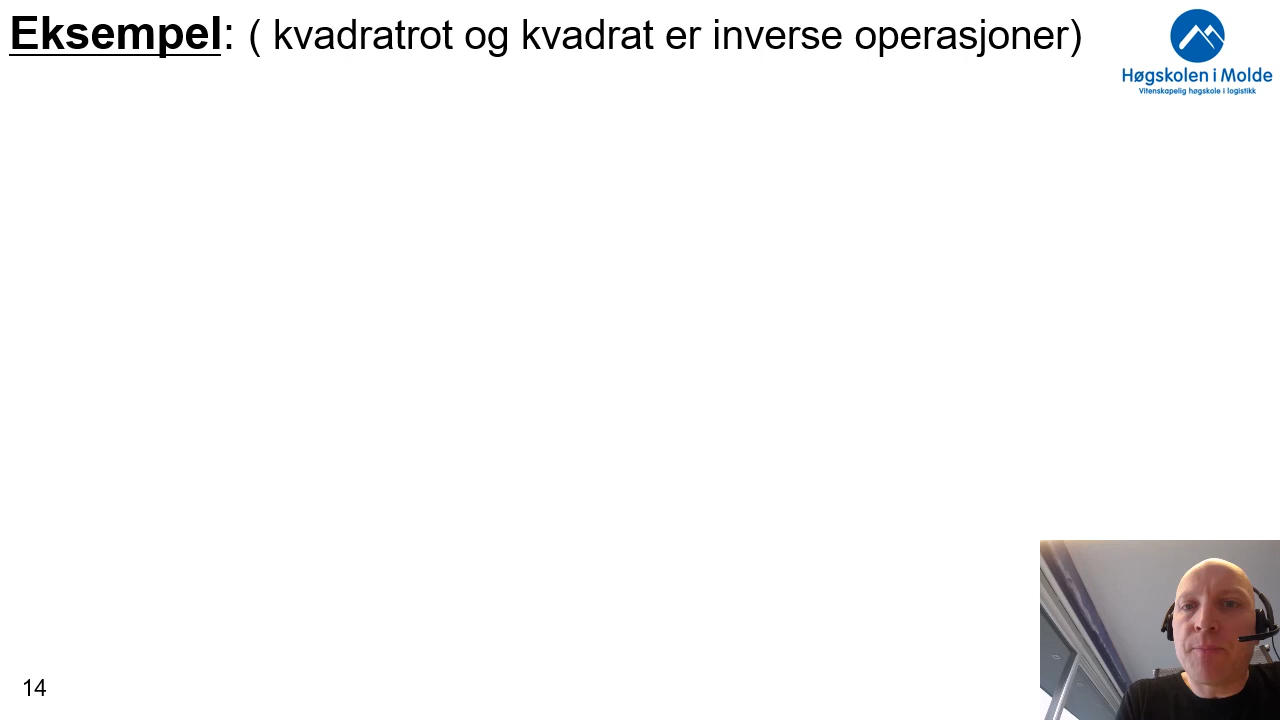 Eksempel: ( kvadratrot og kvadrat er inverse operasjoner)
Høgskolen i Molde
Vitenskapelig høgskole i logistikk
14